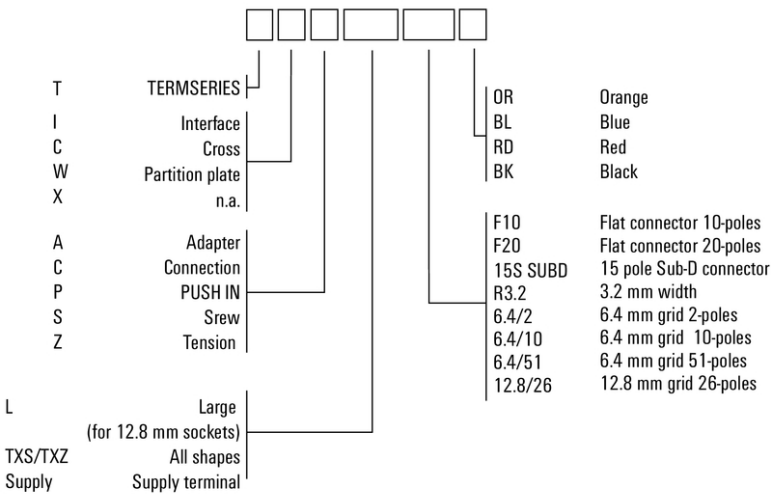 T TERMSERIES
I Interface
C Cross
W Partition plate
X n.a.
A Adapter
C Connection
P PUSH IN
S Srew
Z Tension
L Large
(for 12.8 mm sockets)
TXS/TXZ All shapes
Supply Supply terminal
OR Orange
BL Blue
RD Red
BK Black
F10 Flat connector 10-poles
F20 Flat connector 20-poles
15S SUBD 15 pole Sub-D connector
R3.2 3.2 mm width
6.4/2 6.4 mm grid 2-poles
6.4/10 6.4 mm grid 10-poles
6.4/51 6.4 mm grid 51-poles
12.8/26 12.8 mm grid 26-poles